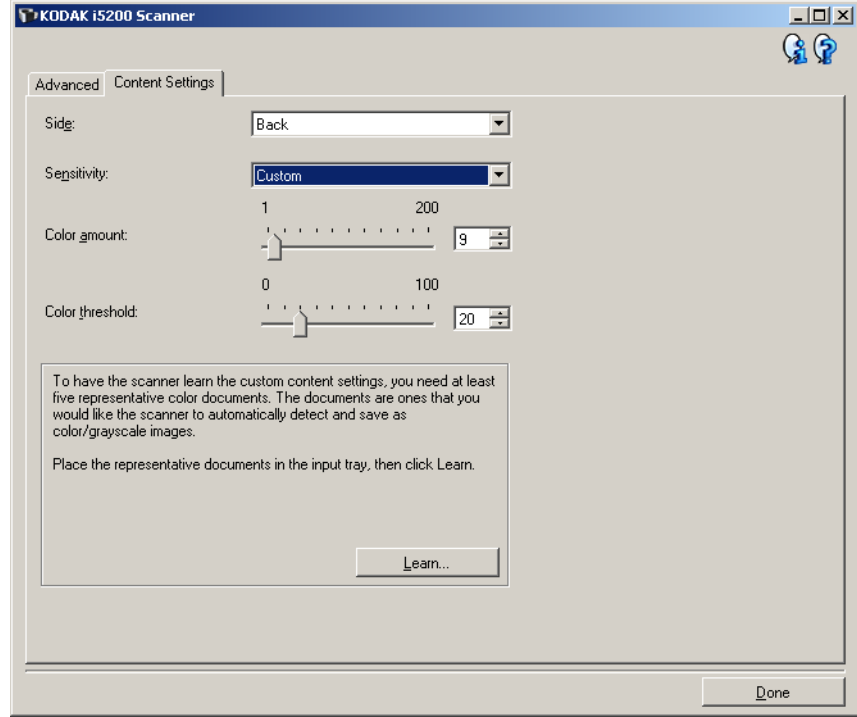 KODAK i5200 Scanner
Advanced
Content Settings
Side:
Back
Sensitivity:
Custom
1 200
Color amount:
9
0 100
Color threshold:
20
To have the scanner learn the custom content settings, you need at least
five representative color documents. The documents are ones that you
would like the scanner to automatically detect and save as
color/grayscale images.
Place the representative documents in the input tray, then click Learn.
Learn...
Done